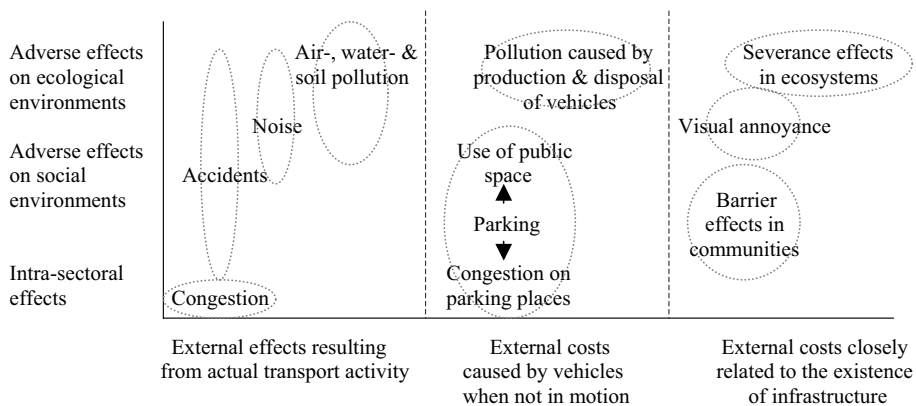 Adverse effects
on ecological
environments
Adverse effects
on social
environments
Intra-sectoral
effects
Air-, water- &
soil pollution
Noise
Accidents
Congestion
Pollution caused by
production & disposal
of vehicles
Use of public
space
Parking
Congestion on
parking places
Severance effects
in ecosystems
Visual annoyance
Barrier
effects in
communities
External effects resulting
from actual transport activity
External costs
caused by vehicles
when not in motion
External costs closely
related to the existence
of infrastructure